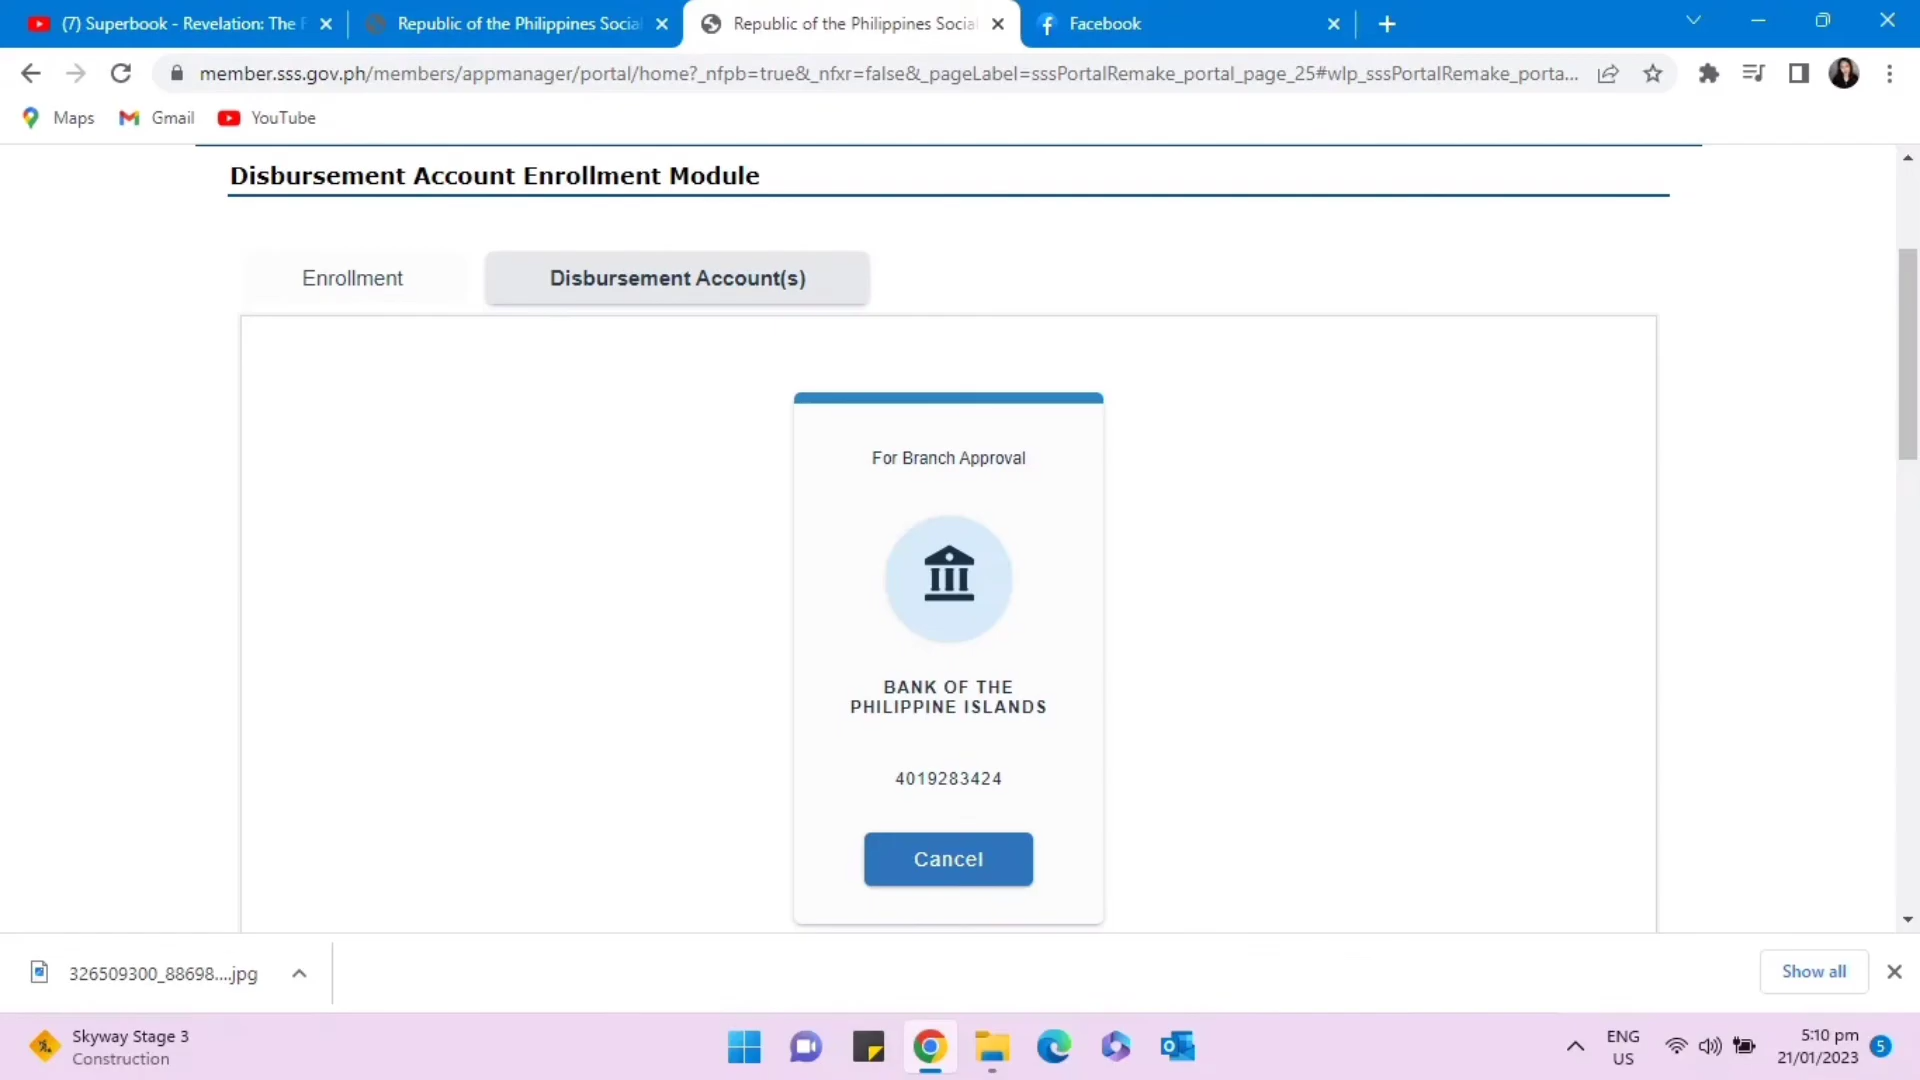 (7) Superbook - Revelation: The F
Republic of the Philippines Social
Republic of the Philippines Social
Facebook
member.sss.gov.ph/members/appmanager/portal/home?_nfpb=true&_nfxr=false&_pageLabel=sssPortalRemake_portal_page_25#wlp_sssPortalRemake_porta...
Maps
Gmail
YouTube
Disbursement Account Enrollment Module
Enrollment
Disbursement Account(s)
For Branch Approval
BANK OF THE
PHILIPPINE ISLANDS
4019283424
Cancel
326509300_88698....jpg
Show all
Skyway Stage 3
Construction
ENG
US
5:10 pm
21/01/2023
5